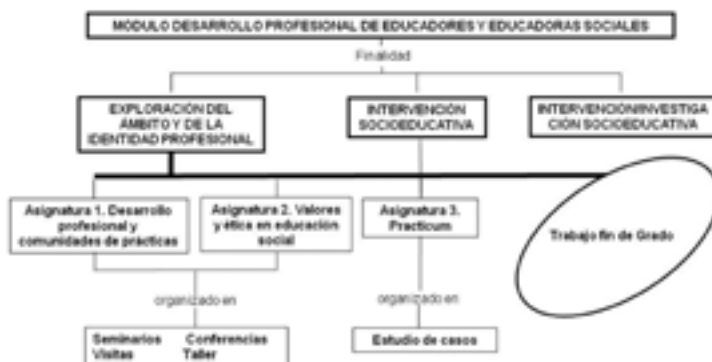 MÓDULO DESARROLLO PROFESIONAL DE EDUCADORES Y EDUCADORAS SOCIALES
Finalidad
EXPLORACIÓN DEL
ÁMBITO Y DE LA
IDENTIDAD PROFESIONAL
INTERVENCIÓN
SOCIOEDUCATIVA
INTERVENCIÓN/INVESTIGA
CIÓN SOCIOEDUCATIVA
Asignatura 1. Desarrollo
profesional y
comunidades de prácticas
Asignatura 2. Valores
y ética en educación
social
Asignatura 3.
Practicum
Trabajo fin de Grado
organizado en
organizado en
Seminarios Conferencias
Visitas Taller
Estudio de casos